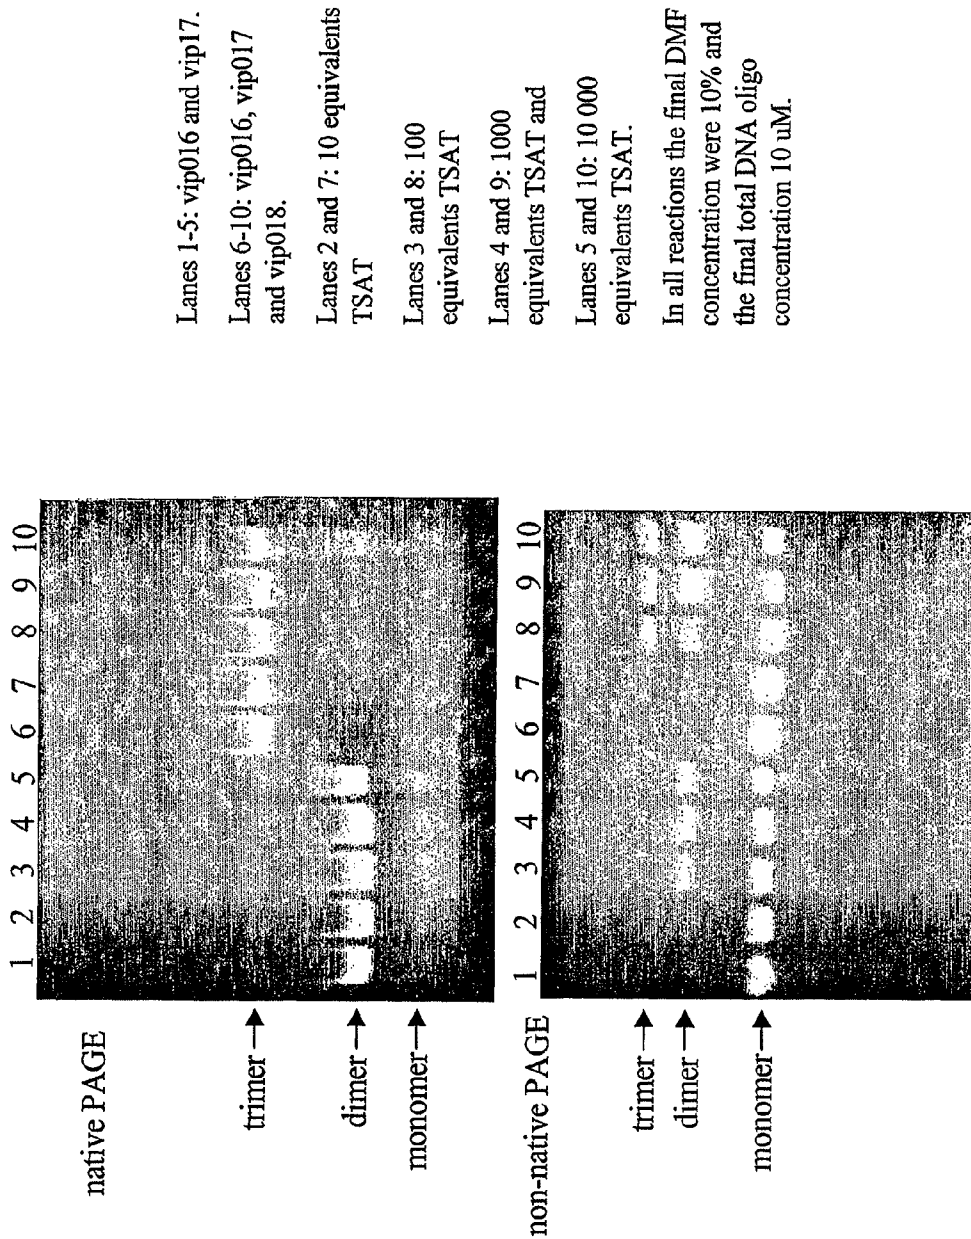 native PAGE
1 2 3 4 5 6 7 8 9 10
trimer
dimer
monomer
non-native PAGE
1 2 3 4 5 6 7 8 9 10
trimer
dimer
monomer
Lanes 1-5: vip016 and vip17.
Lanes 6-10: vip016, vip017
and vip018.
Lanes 2 and 7: 10 equivalents
TSAT
Lanes 3 and 8: 100
equivalents TSAT
Lanes 4 and 9: 1000
equivalents TSAT and
Lanes 5 and 10: 10 000
equivalents TSAT.
In all reactions the final DMF
concentration were 10% and
the final total DNA oligo
concentration 10 uM.